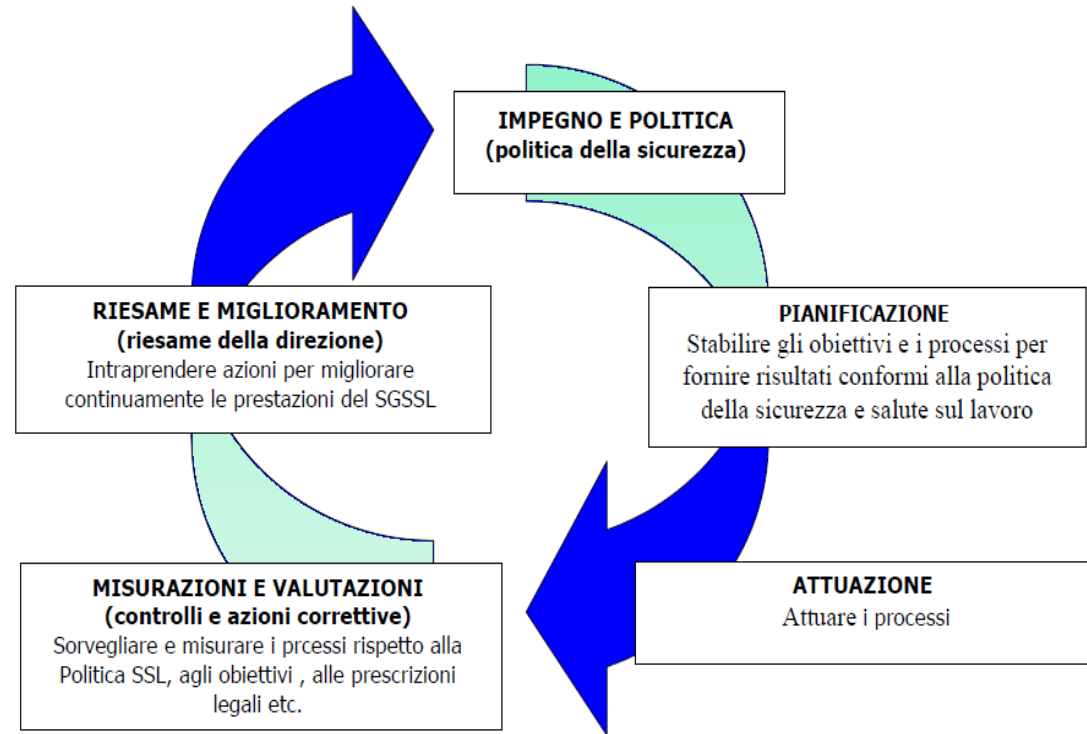 IMPEGNO E POLITICA
(politica della sicurezza)
PIANIFICAZIONE
Stabilire gli obiettivi e i processi per
fornire risultati conformi alla politica
della sicurezza e salute sul lavoro
ATTUAZIONE
Attuare i processi
MISURAZIONI E VALUTAZIONI
(controlli e azioni correttive)
Sorvegliare e misurare i prcessi rispetto alla
Politica SSL, agli obiettivi , alle prescrizioni
legali etc.
RIESAME E MIGLIORAMENTO
(riesame della direzione)
Intraprendere azioni per migliorare
continuamente le prestazioni del SGSSL